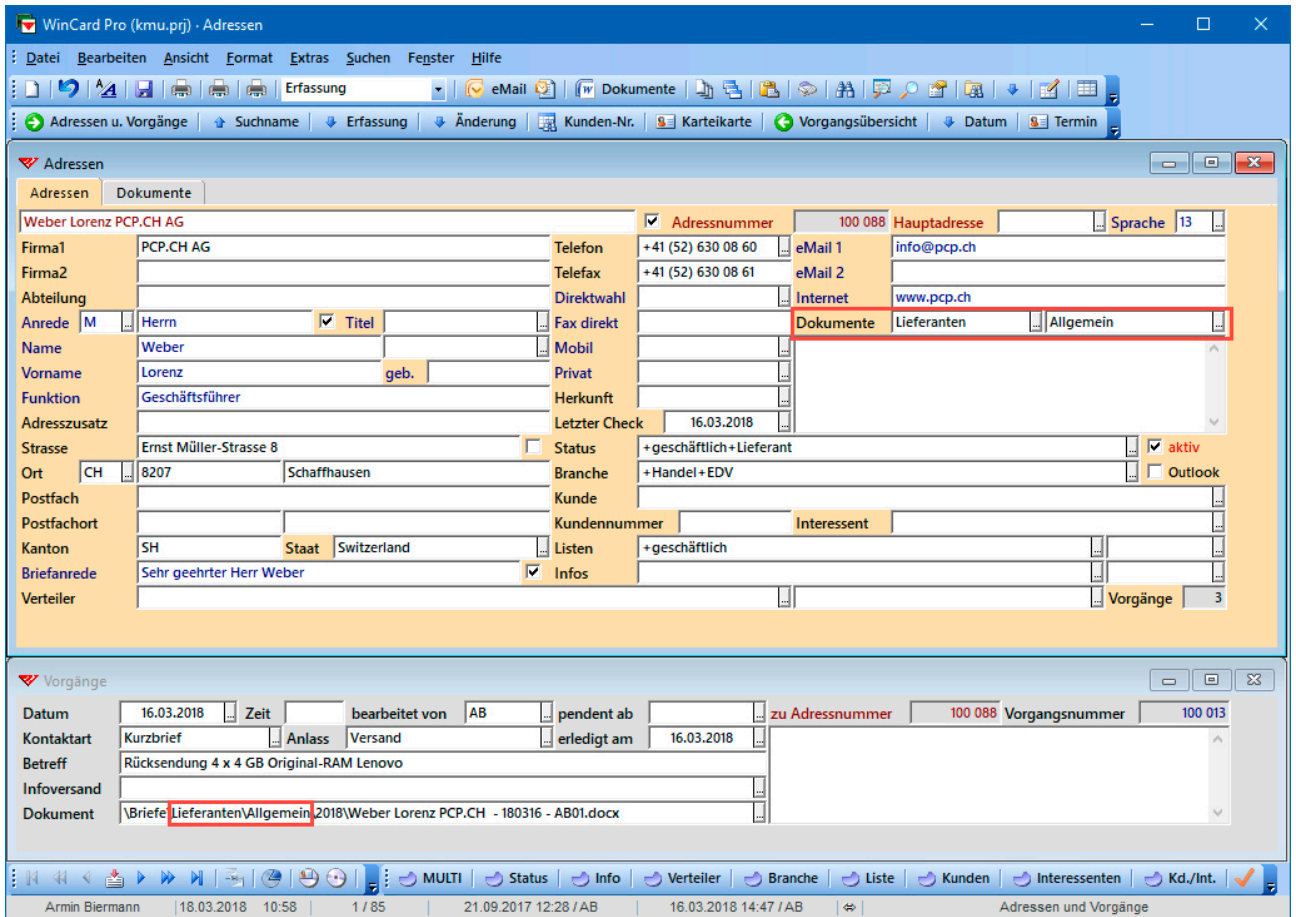 WinCard Pro (kmu.prj) - Adressen
Datei Bearbeiten Ansicht Format Extras Suchen Fenster Hilfe
Erfassung eMail Dokumente
Adressen u. Vorgänge Suchname Erfassung Änderung Kunden-Nr. Karteikarte Vorgangsübersicht Datum Termin
Adressen
Adressen Dokumente
Weber Lorenz PCP.CH AG Adressnummer 100 088 Hauptadresse Sprache 13
Firma1 PCP.CH AG Telefon +41 (52) 630 08 60 eMail 1 info@pcp.ch
Firma2 Telefax +41 (52) 630 08 61 eMail 2
Abteilung Direktwahl Internet www.pcp.ch
Anrede M Herrn Titel Fax direkt Dokumente Lieferanten Allgemein
Name Weber Mobil
Vorname Lorenz geb. Privat
Funktion Geschäftsführer Herkunft
Adresszusatz Letzter Check 16.03.2018
Strasse Ernst Müller-Strasse 8 Status +geschäftlich+Lieferant aktiv
Ort CH 8207 Schaffhausen Branche +Handel+EDV Outlook
Postfach Kunde
Postfachort Kundennummer Interessent
Kanton SH Staat Switzerland Listen +geschäftlich
Briefanrede Sehr geehrter Herr Weber Infos
Verteiler Vorgänge 3
Vorgänge
Datum 16.03.2018 Zeit bearbeitet von AB pendent ab zu Adressnummer 100 088 Vorgangsnummer 100 013
Kontaktart Kurzbrief Anlass Versand erledigt am 16.03.2018
Betreff Rücksendung 4 x 4 GB Original-RAM Lenovo
Infoversand
Dokument \Briefe\Lieferanten\Allgemein\2018\Weber Lorenz PCP.CH - 180316 - AB01.docx
MULTI Status Info Verteiler Branche Liste Kunden Interessenten Kd./Int.
Armin Biermann 18.03.2018 10:58 1 / 85 21.09.2017 12:28 / AB 16.03.2018 14:47 / AB Adressen und Vorgänge